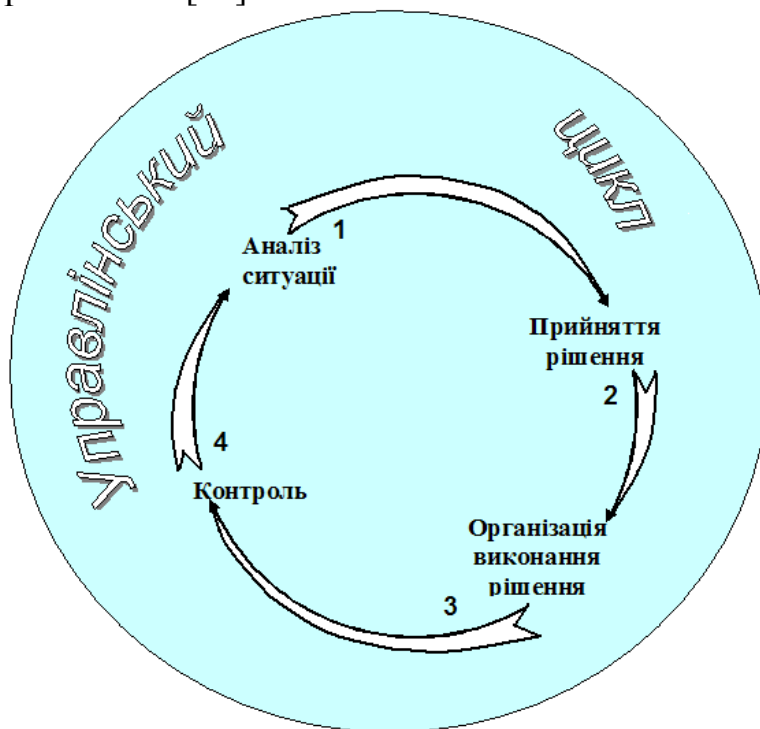 Управлінський
цикл
1
Аналіз
ситуації
Прийняття
рішення
2
Організація
виконання
рішення
3
4
Контроль